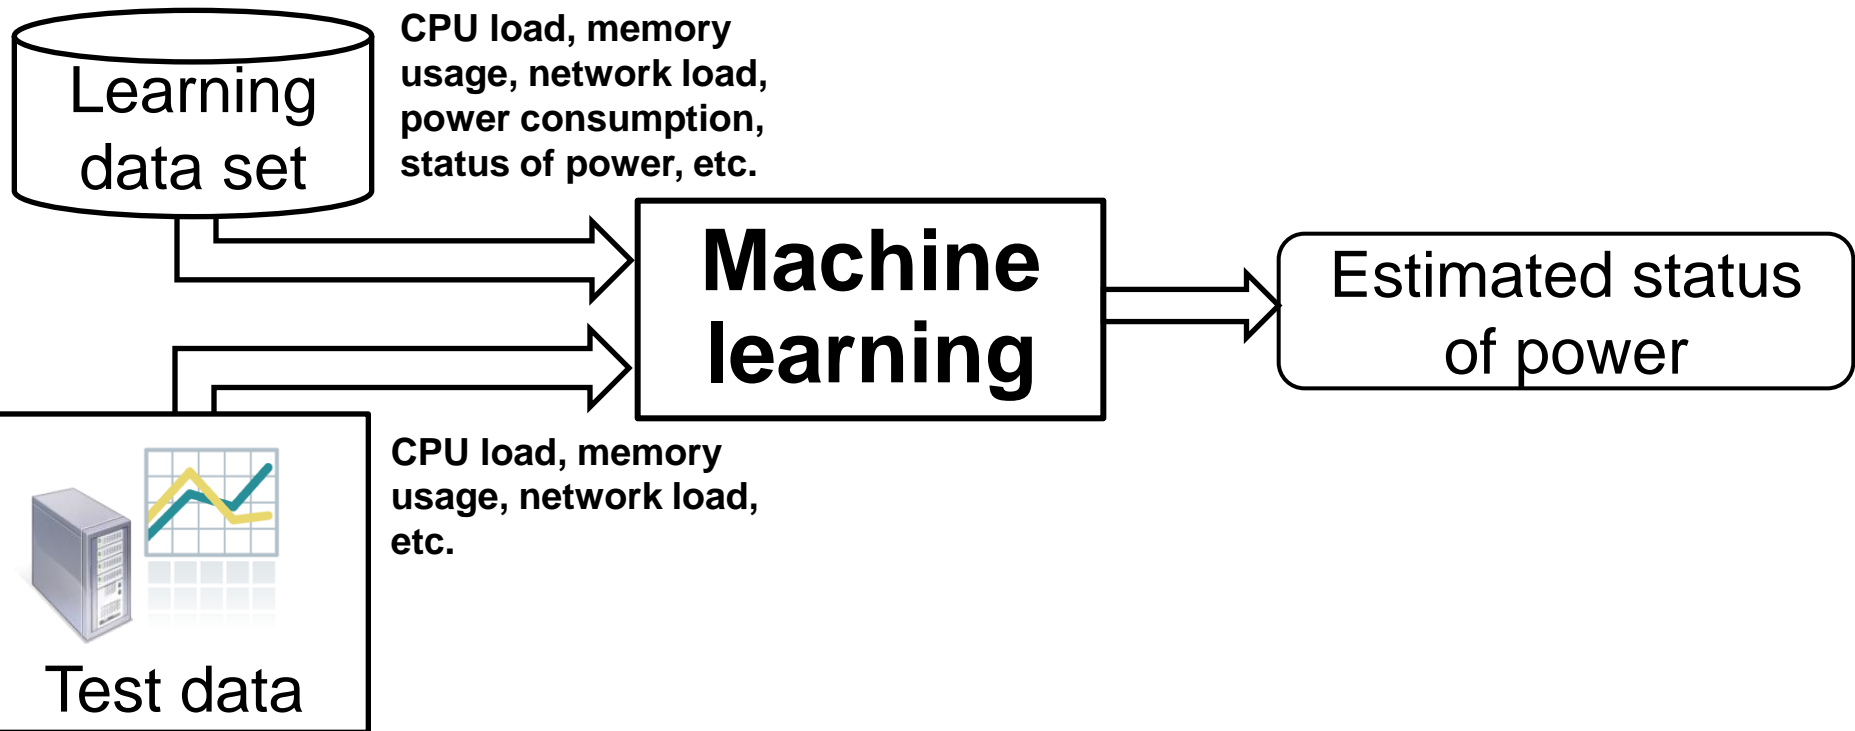 Learning
data set
CPU load, memory
usage, network load,
power consumption,
status of power, etc.
Machine
learning
Estimated status
of power
CPU load, memory
usage, network load,
etc.
Test data